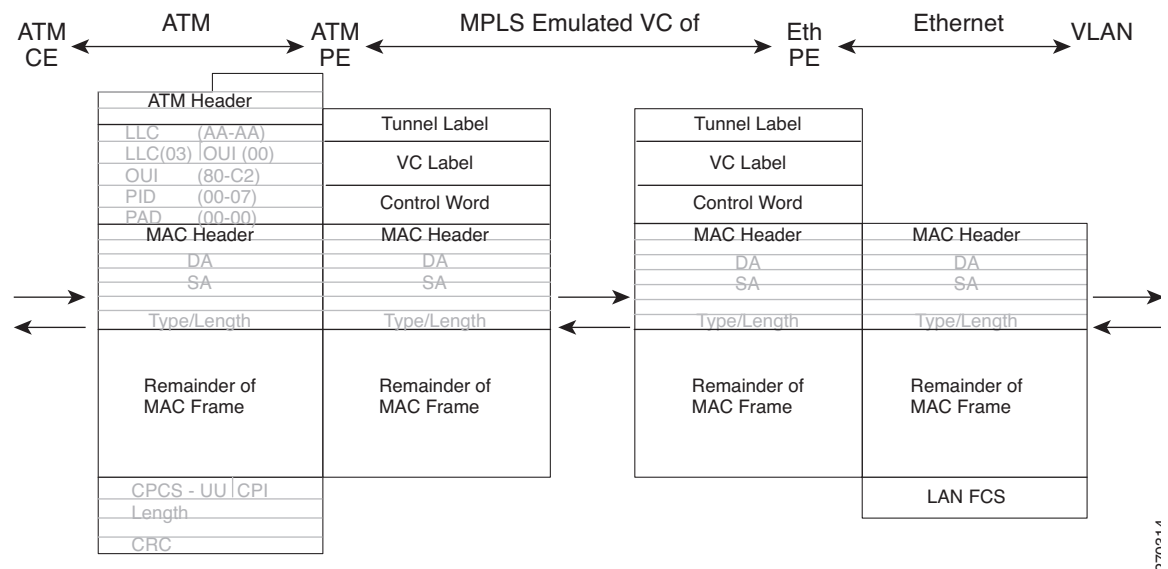 ATM CE
ATM
ATM PE
MPLS Emulated VC of
Eth PE
Ethernet
VLAN
ATM Header
LLC (AA-AA)
LLC(03) OUI (00)
OUI (80-C2)
PID (00-07)
PAD (00-00)
MAC Header
DA
SA
Type/Length
Remainder of
MAC Frame
CPCS - UU CPI
Length
CRC
Tunnel Label
VC Label
Control Word
MAC Header
DA
SA
Type/Length
Remainder of
MAC Frame
Tunnel Label
VC Label
Control Word
MAC Header
DA
SA
Type/Length
Remainder of
MAC Frame
MAC Header
DA
SA
Type/Length
Remainder of
MAC Frame
LAN FCS